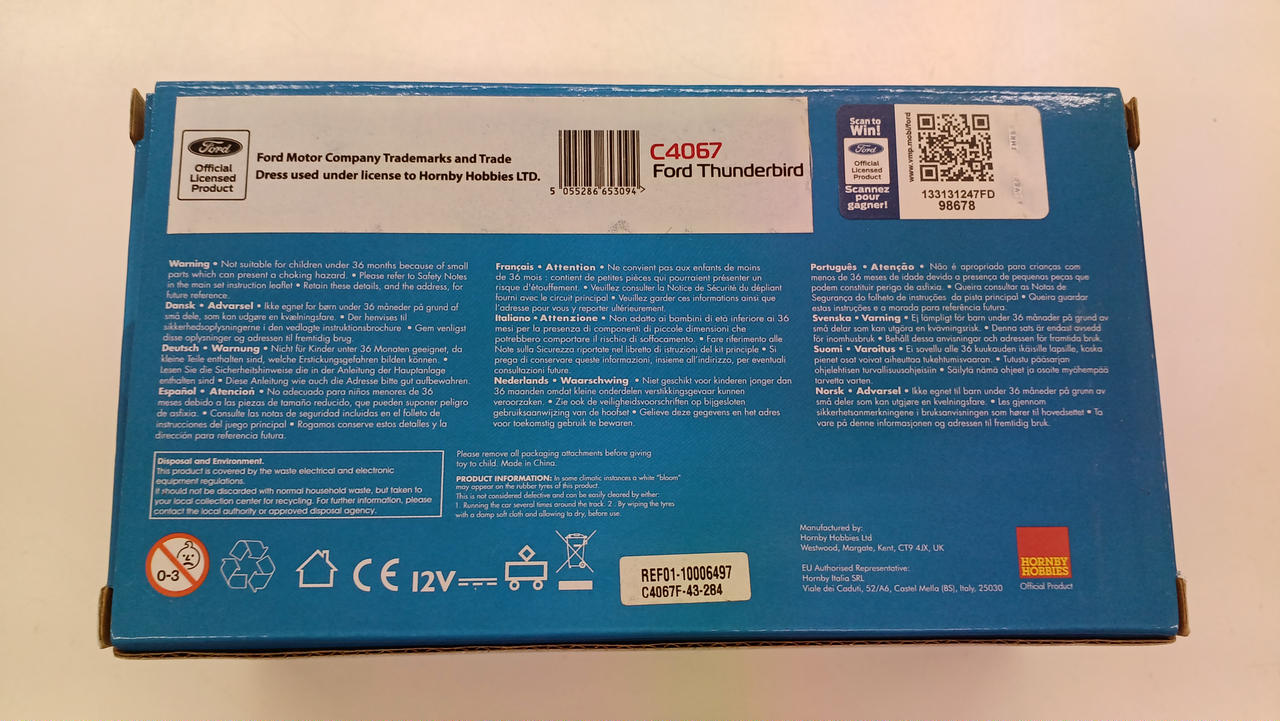 Ford
Official
Licensed
Product
Ford Motor Company Trademarks and Trade
Dress used under license to Hornby Hobbies LTD.
5 055286 653094 >
C4067
Ford Thunderbird
Scan to
Win!
Ford
Official
Licensed
Product
Scannez
pour
gagner!
www.vmp.mobi/ford
133131247FD
98678
Warning • Not suitable for children under 36 months because of small
parts which can present a choking hazard. • Please refer to Safety Notes
in the main set instruction leaflet • Retain these details, and the address, for
future reference.
Dansk • Advarsel • Ikke egnet for børn under 36 måneder på grund af
små dele, som kan udgøre en kvælningsfare. • Der henvises til
sikkerhedsoplysningerne i den vedlagte instruktionsbrochure • Gem venligst
disse oplysninger og adressen til fremtidig brug.
Deutsch • Warnung • Nicht für Kinder unter 36 Monaten geeignet, da
kleine Teile enthalten sind, welche Erstickungsgefahren bilden können. •
Lesen Sie die Sicherheitshinweise die in der Anleitung der Hauptanlage
enthalten sind • Diese Anleitung wie auch die Adresse bitte gut aufbewahren.
Español • Atencion • No adecuado para niños menores de 36
meses debido a las piezas de tamaño reducido, que pueden suponer peligro
de asfixia. • Consulte las notas de seguridad incluidas en el folleto de
instrucciones del juego principal • Rogamos conserve estos detalles y la
dirección para referencia futura.
Français • Attention • Ne convient pas aux enfants de moins
de 36 mois : contient de petites pièces qui pourraient présenter un
risque d'étouffement. • Veuillez consulter la Notice de Sécurité du dépliant
fourni avec le circuit principal • Veuillez garder ces informations ainsi que
l'adresse pour vous y reporter ultérieurement.
Italiano • Attenzione • Non adatto ai bambini di età inferiore ai 36
mesi per la presenza di componenti di piccole dimensioni che
potrebbero comportare il rischio di soffocamento. • Fare riferimento alle
Note sulla Sicurezza riportate nel libretto di istruzioni del kit principale • Si
prega di conservare queste informazioni, insieme all'indirizzo, per eventuali
consultazioni future.
Nederlands • Waarschwing • Niet geschikt voor kinderen jonger dan
36 maanden omdat kleine onderdelen verstikkingsgevaar kunnen
veroorzaken. • Zie ook de veiligheidsvoorschriften op bijgesloten
gebruiksaanwijzing van de hoofset • Gelieve deze gegevens en het adres
voor toekomstig gebruik te bewaren.
Português • Atenção • Não é apropriado para crianças com
menos de 36 meses de idade devido a presença de pequenas peças que
podem constituir perigo de asfixia. • Queira consultar as Notas de
Segurança do folheto de instruções da pista principal • Queira guardar
estas instruções e a morada para referência futura.
Svenska • Varning • Ej lämpligt för barn under 36 månader på grund av
små delar som kan utgöra en kvävningsrisk. • Denna sats är endast avsedd
för inomhusbruk • Behåll dessa anvisningar och adressen för framtida bruk.
Suomi • Varoitus • Ei sovellu alle 36 kuukauden ikäisille lapsille, koska
pienet osat voivat aiheuttaa tukehtumisvaaran. • Tutustu pääsarjan
ohjelehtisen turvallisuusohjeisiin • Säilytä nämä ohjeet ja osoite myöhempää
tarvetta varten.
Norsk • Advarsel • Ikke egnet til barn under 36 måneder på grunn av
små deler som kan utgjøre en kvelningsfare. • Les gjennom
sikkerhetsanmerkningene i bruksanvisningen som hører til hovedsettet • Ta
vare på denne informasjonen og adressen til fremtidig bruk.
Disposal and Environment.
This product is covered by the waste electrical and electronic
equipment regulations.
It should not be discarded with normal household waste, but taken to
your local collection center for recycling. For further information, please
contact the local authority or approved disposal agency.
Please remove all packaging attachments before giving
toy to child. Made in China.
PRODUCT INFORMATION: In some climatic instances a white "bloom"
may appear on the rubber tyres of this product.
This is not considered defective and can be easily cleared by either:
1. Running the car several times around the track. 2. By wiping the tyres
with a damp soft cloth and allowing to dry, before use.
0-3
CE
12V
REF01-10006497
C4067F-43-284
Manufactured by:
Hornby Hobbies Ltd
Westwood, Margate, Kent, CT9 4JX, UK
EU Authorised Representative:
Hornby Italia SRL
Viale dei Caduti, 52/A6, Castel Mella (BS), Italy, 25030
HORNBY
HOBBIES
Official Product